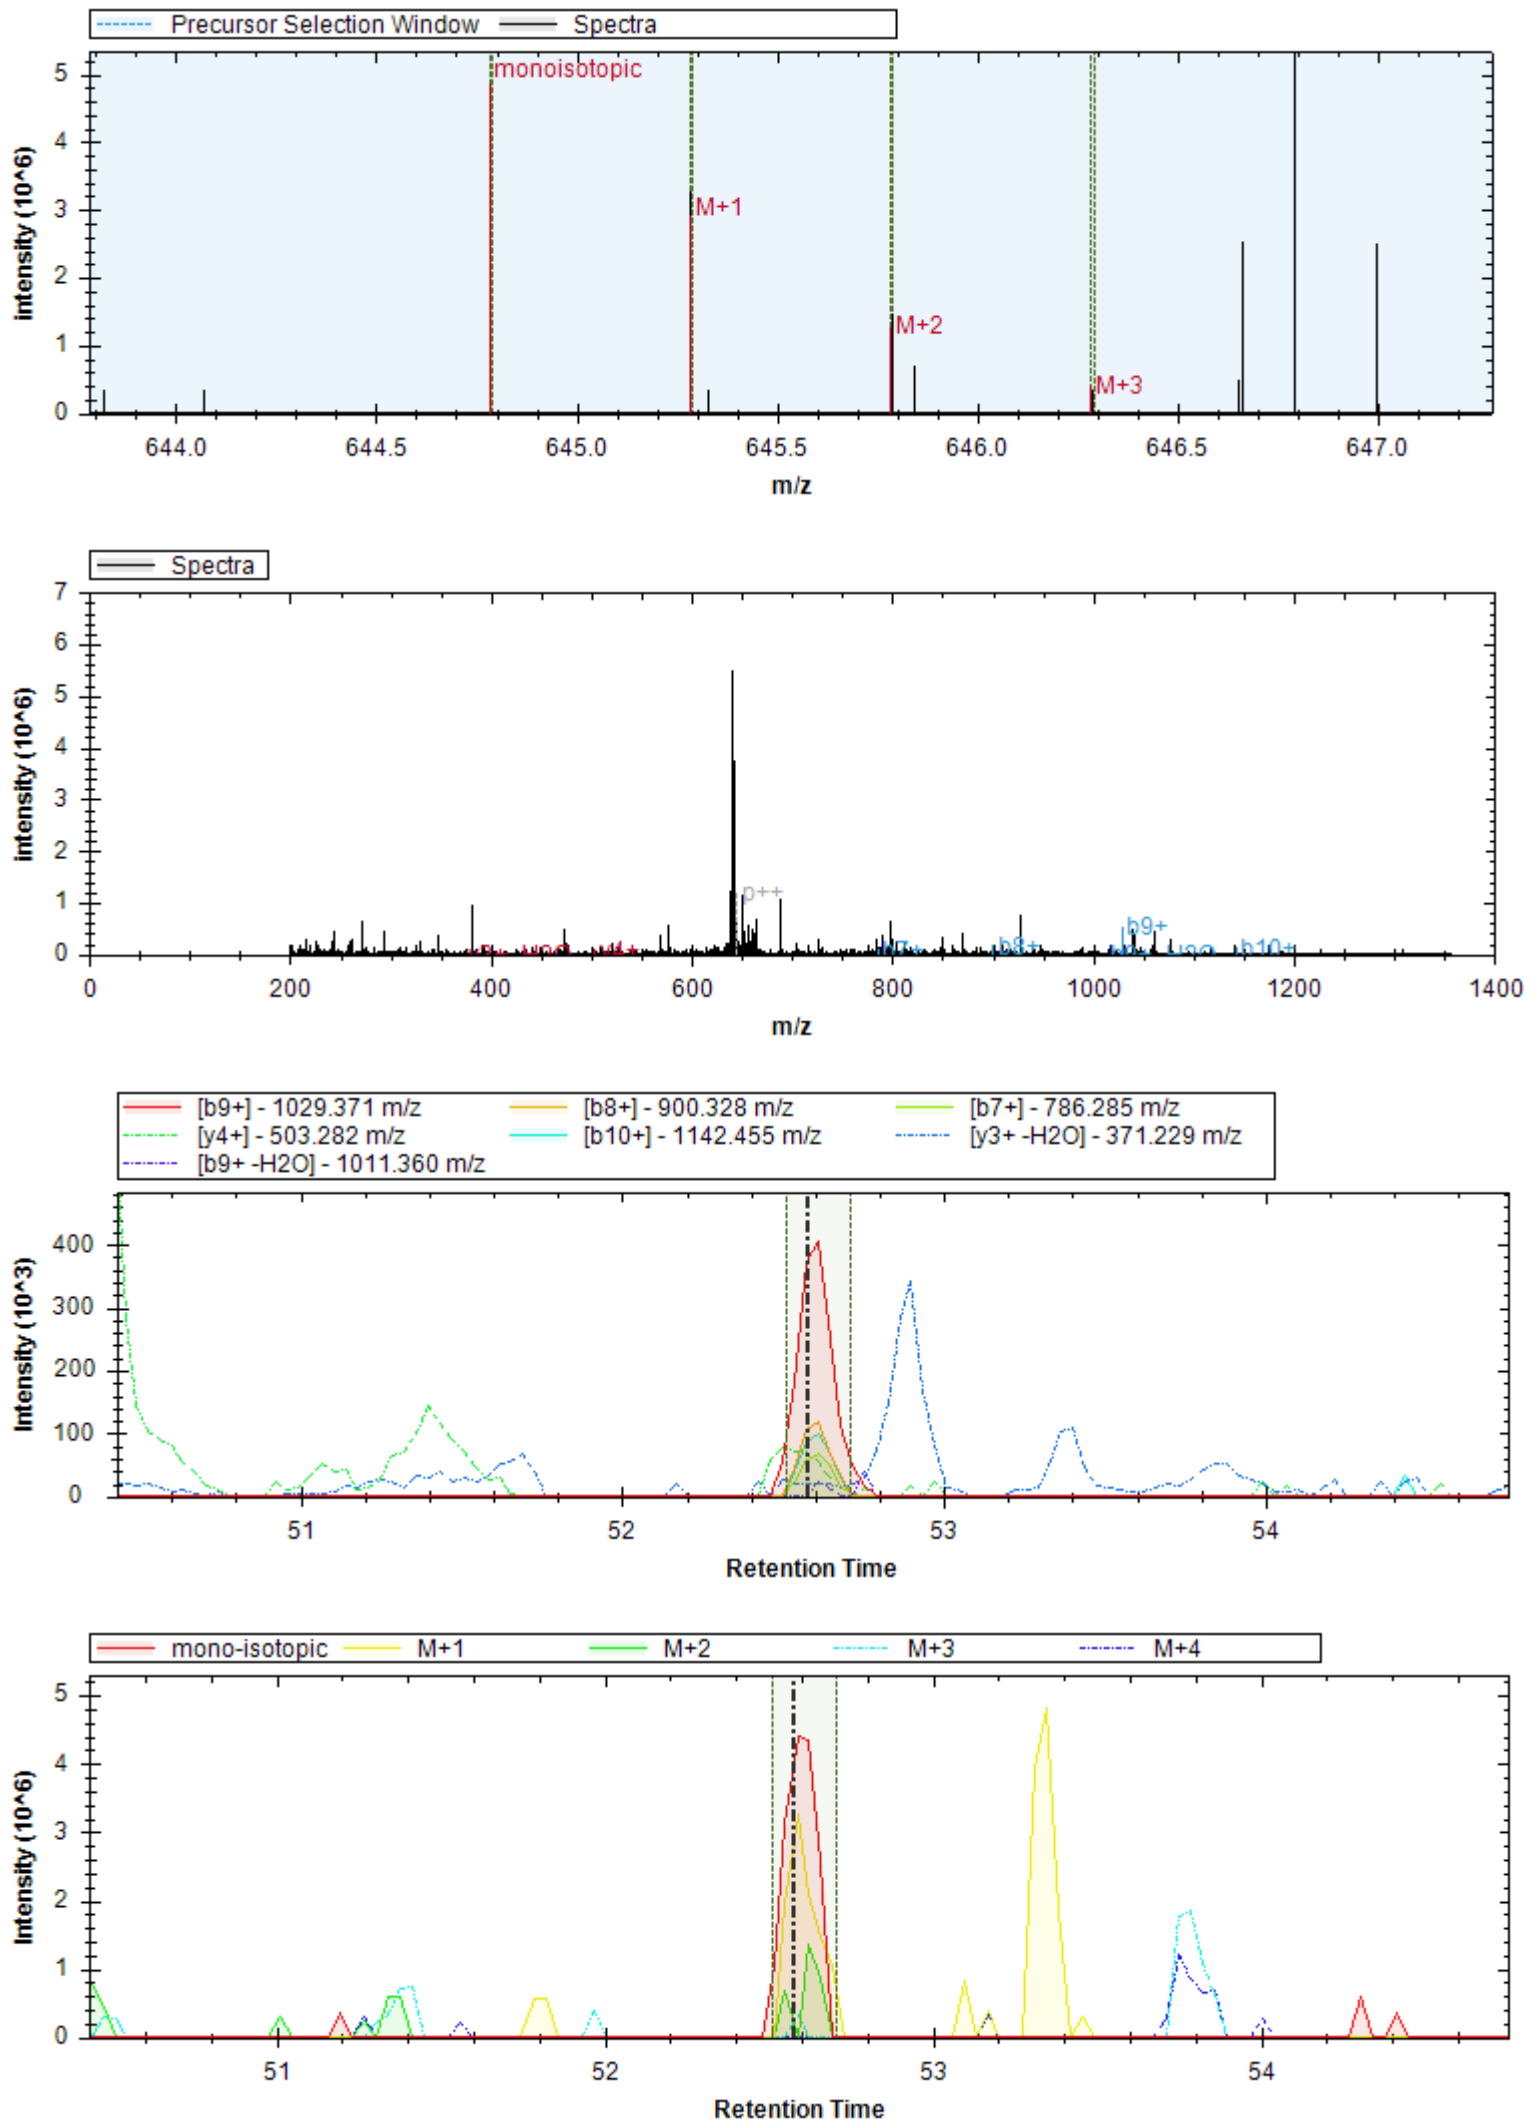 Precursor Selection Window Spectra
monoisotopic
M+1
M+2
M+3
5
4
3
2
1
0
intensity (10^6)
644.0 644.5 645.0 645.5 646.0 646.5 647.0
m/z
Spectra
7
6
5
4
3
2
1
0
intensity (10^6)
p++
b9+
y4+ b7+ b8+ b10+
0 200 400 600 800 1000 1200 1400
m/z
[b9+] - 1029.371 m/z [b8+] - 900.328 m/z [b7+] - 786.285 m/z
[y4+] - 503.282 m/z [b10+] - 1142.455 m/z [y3+ -H2O] - 371.229 m/z
[b9+ -H2O] - 1011.360 m/z
400
300
200
100
0
Intensity (10^3)
51 52 53 54
Retention Time
mono-isotopic M+1 M+2 M+3 M+4
5
4
3
2
1
0
Intensity (10^6)
51 52 53 54
Retention Time